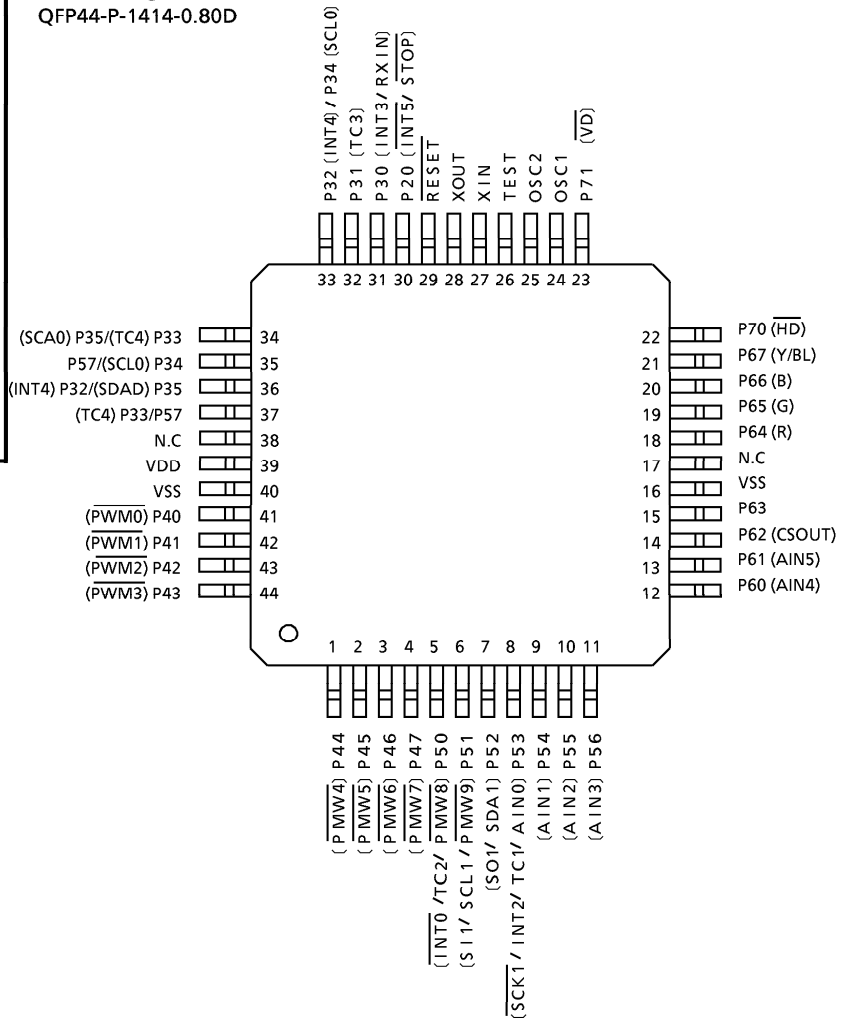 QFP44-P-1414-0.80D
P32 (INT4) / P34 (SCL0)
P31 (TC3)
P30 (INT3/ RXIN)
P20 (INT5/ STOP)
RESET
XOUT
XIN
TEST
OSC2
OSC1
P71 (VD)
33 32 31 30 29 28 27 26 25 24 23
(SCA0) P35/(TC4) P33 34
P57/(SCL0) P34 35
(INT4) P32/(SDAD) P35 36
(TC4) P33/P57 37
N.C 38
VDD 39
VSS 40
(PWM0) P40 41
(PWM1) P41 42
(PWM2) P42 43
(PWM3) P43 44
22 P70 (HD)
21 P67 (Y/BL)
20 P66 (B)
19 P65 (G)
18 P64 (R)
17 N.C
16 VSS
15 P63
14 P62 (CSOUT)
13 P61 (AIN5)
12 P60 (AIN4)
1 2 3 4 5 6 7 8 9 10 11
(PMW4) P44
(PMW5) P45
(PMW6) P46
(PMW7) P47
(INT0 /TC2/ PMW8) P50
(SI1/ SCL1 / PMW9) P51
(SO1/ SDA1) P52
(SCK1/ INT2/ TC1/ AIN0) P53
(AIN1) P54
(AIN2) P55
(AIN3) P56